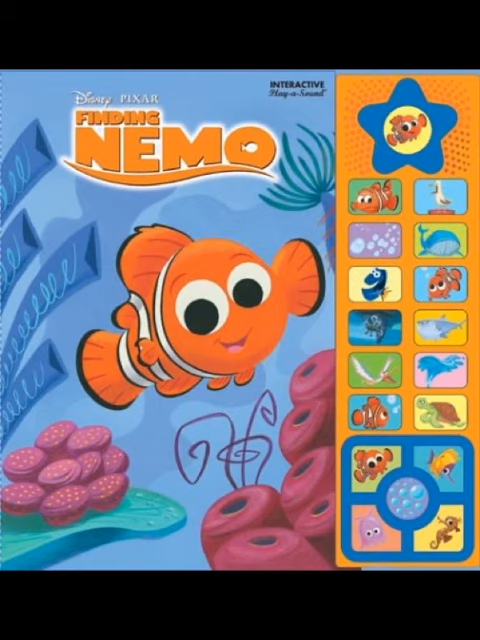 Disney PIXAR
FINDING
NEMO
INTERACTIVE
Play-a-Sound